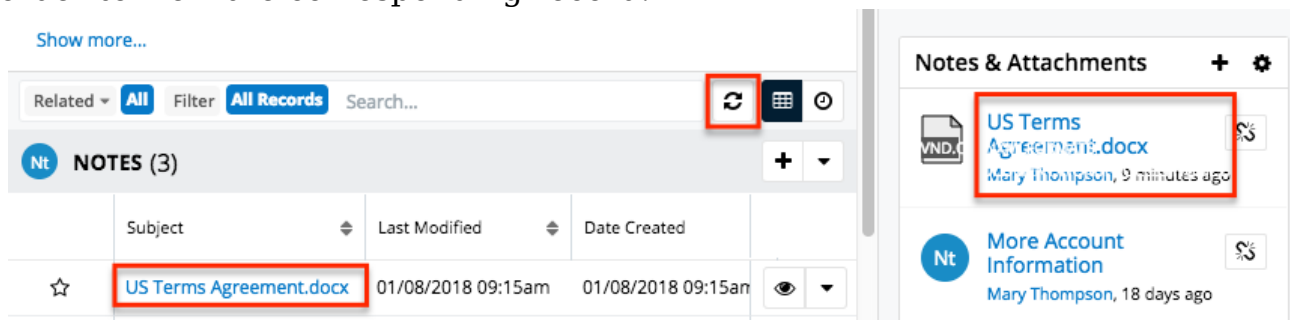 Show more...
Related All Filter All Records Search...
Nt NOTES (3)
Subject Last Modified Date Created
US Terms Agreement.docx 01/08/2018 09:15am 01/08/2018 09:15am
Notes & Attachments
US Terms
Agreement.docx
Mary Thompson, 9 minutes ago
Nt
More Account
Information
Mary Thompson, 18 days ago